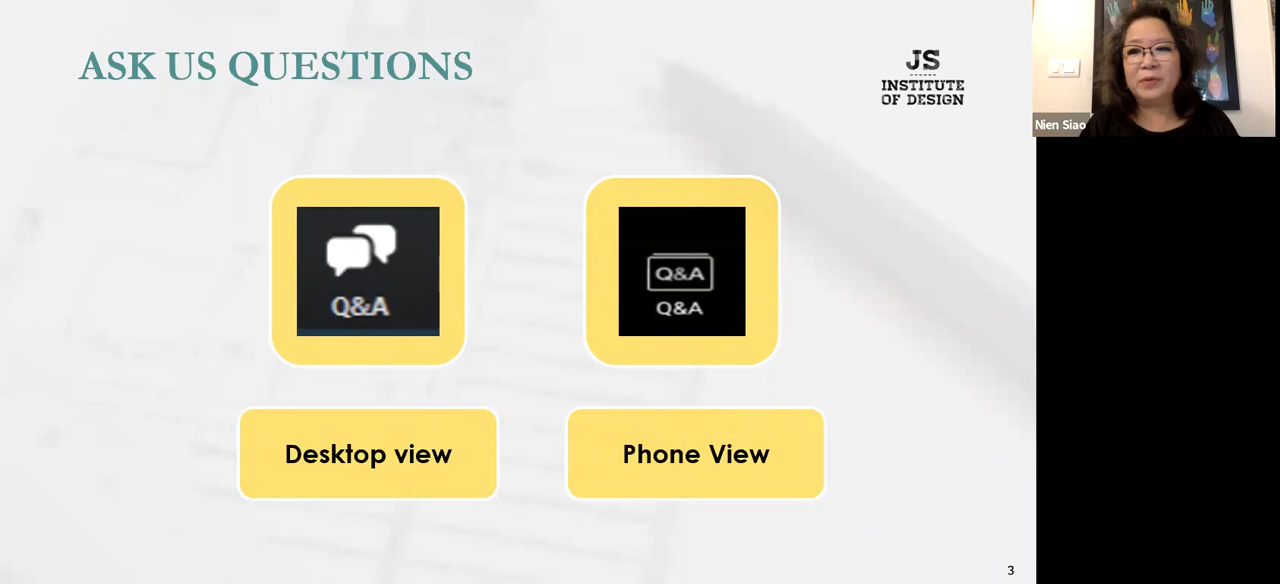 ASK US QUESTIONS
JS
INSTITUTE
OF DESIGN
Nien Siao
Q&A
Q&A
Q&A
Desktop view
Phone View
3